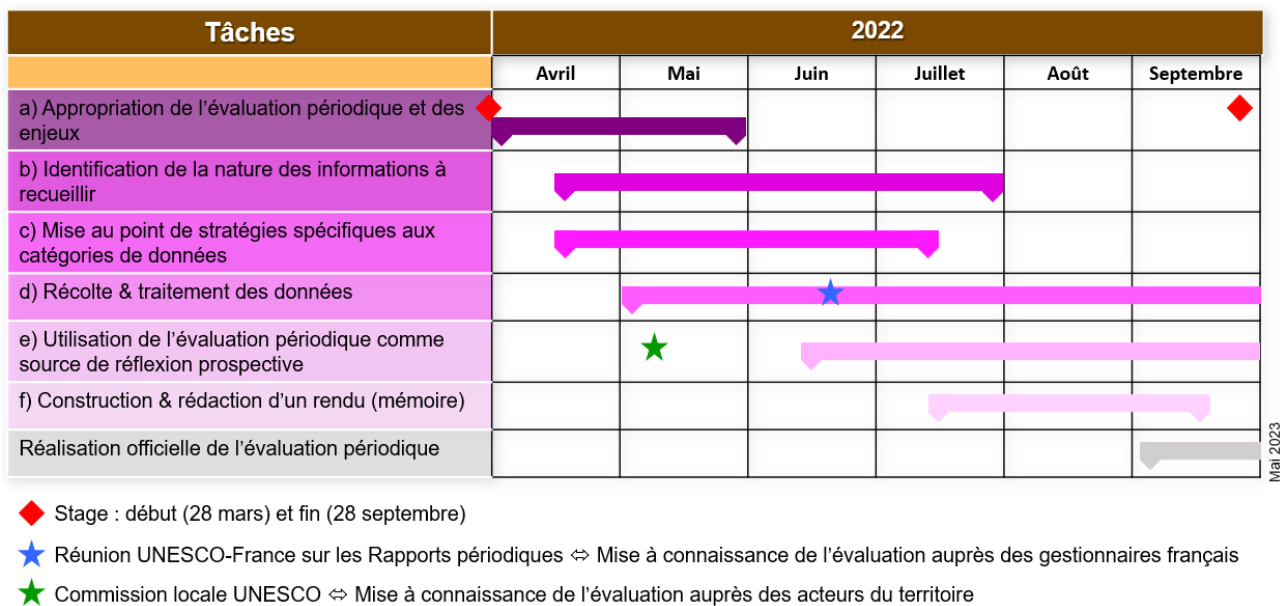 Tâches
2022
Avril
Mai
Juin
Juillet
Août
Septembre
a) Appropriation de l’évaluation périodique et des
enjeux
b) Identification de la nature des informations à
recueillir
c) Mise au point de stratégies spécifiques aux
catégories de données
d) Récolte & traitement des données
e) Utilisation de l’évaluation périodique comme
source de réflexion prospective
f) Construction & rédaction d’un rendu (mémoire)
Réalisation officielle de l’évaluation périodique
Mai 2023
Stage : début (28 mars) et fin (28 septembre)
Réunion UNESCO-France sur les Rapports périodiques ⇔ Mise à connaissance de l’évaluation auprès des gestionnaires français
Commission locale UNESCO ⇔ Mise à connaissance de l’évaluation auprès des acteurs du territoire